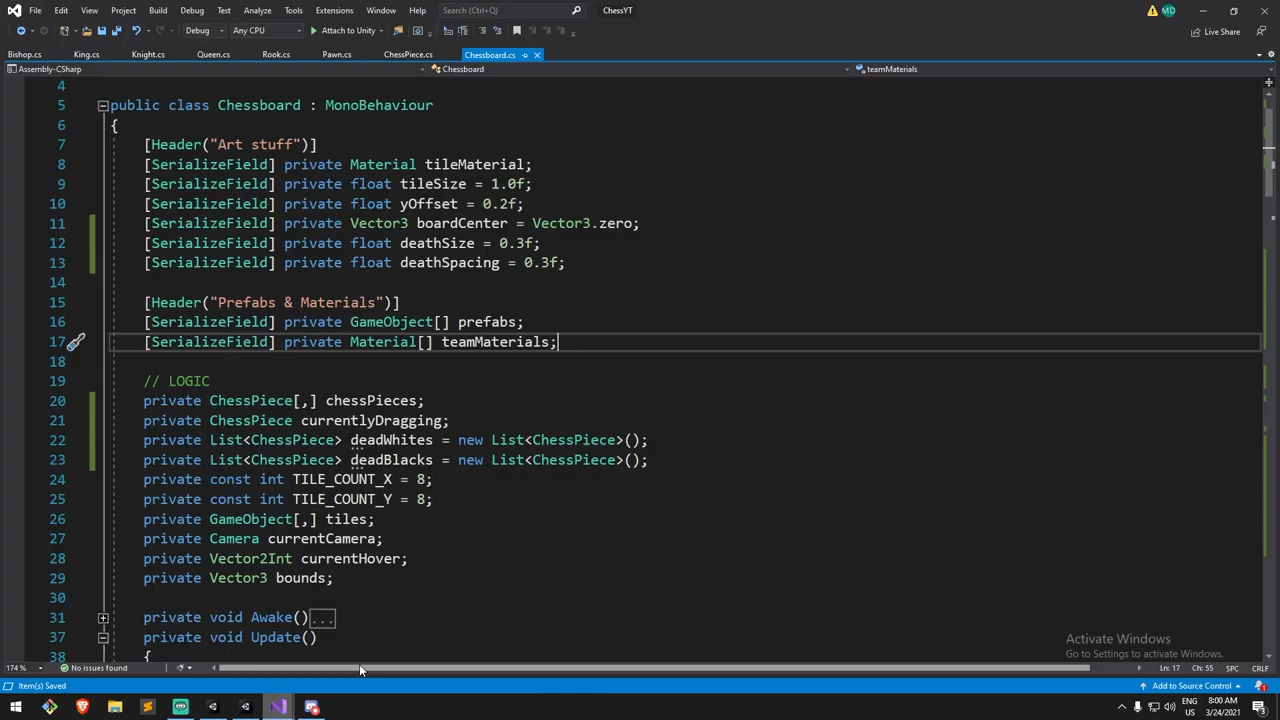 File Edit View Git Project Build Debug Test Analyze Tools Extensions Window Help Search (Ctrl+Q) ChessYT MD
Debug Any CPU Attach to Unity Live Share
Bishop.cs King.cs Knight.cs Queen.cs Rook.cs Pawn.cs ChessPiece.cs Chessboard.cs
Assembly-CSharp Chessboard teamMaterials
4
5 public class Chessboard : MonoBehaviour
6 {
7 [Header("Art stuff")]
8 [SerializeField] private Material tileMaterial;
9 [SerializeField] private float tileSize = 1.0f;
10 [SerializeField] private float yOffset = 0.2f;
11 [SerializeField] private Vector3 boardCenter = Vector3.zero;
12 [SerializeField] private float deathSize = 0.3f;
13 [SerializeField] private float deathSpacing = 0.3f;
14
15 [Header("Prefabs & Materials")]
16 [SerializeField] private GameObject[] prefabs;
17 [SerializeField] private Material[] teamMaterials;
18
19 // LOGIC
20 private ChessPiece[,] chessPieces;
21 private ChessPiece currentlyDragging;
22 private List<ChessPiece> deadWhites = new List<ChessPiece>();
23 private List<ChessPiece> deadBlacks = new List<ChessPiece>();
24 private const int TILE_COUNT_X = 8;
25 private const int TILE_COUNT_Y = 8;
26 private GameObject[,] tiles;
27 private Camera currentCamera;
28 private Vector2Int currentHover;
29 private Vector3 bounds;
30
31 private void Awake()...
37 private void Update()
38 {
Activate Windows
Go to Settings to activate Windows.
174 % No issues found Ln: 17 Ch: 55 SPC CRLF
Item(s) Saved Add to Source Control 1
ENG US 8:00 AM 3/24/2021 3